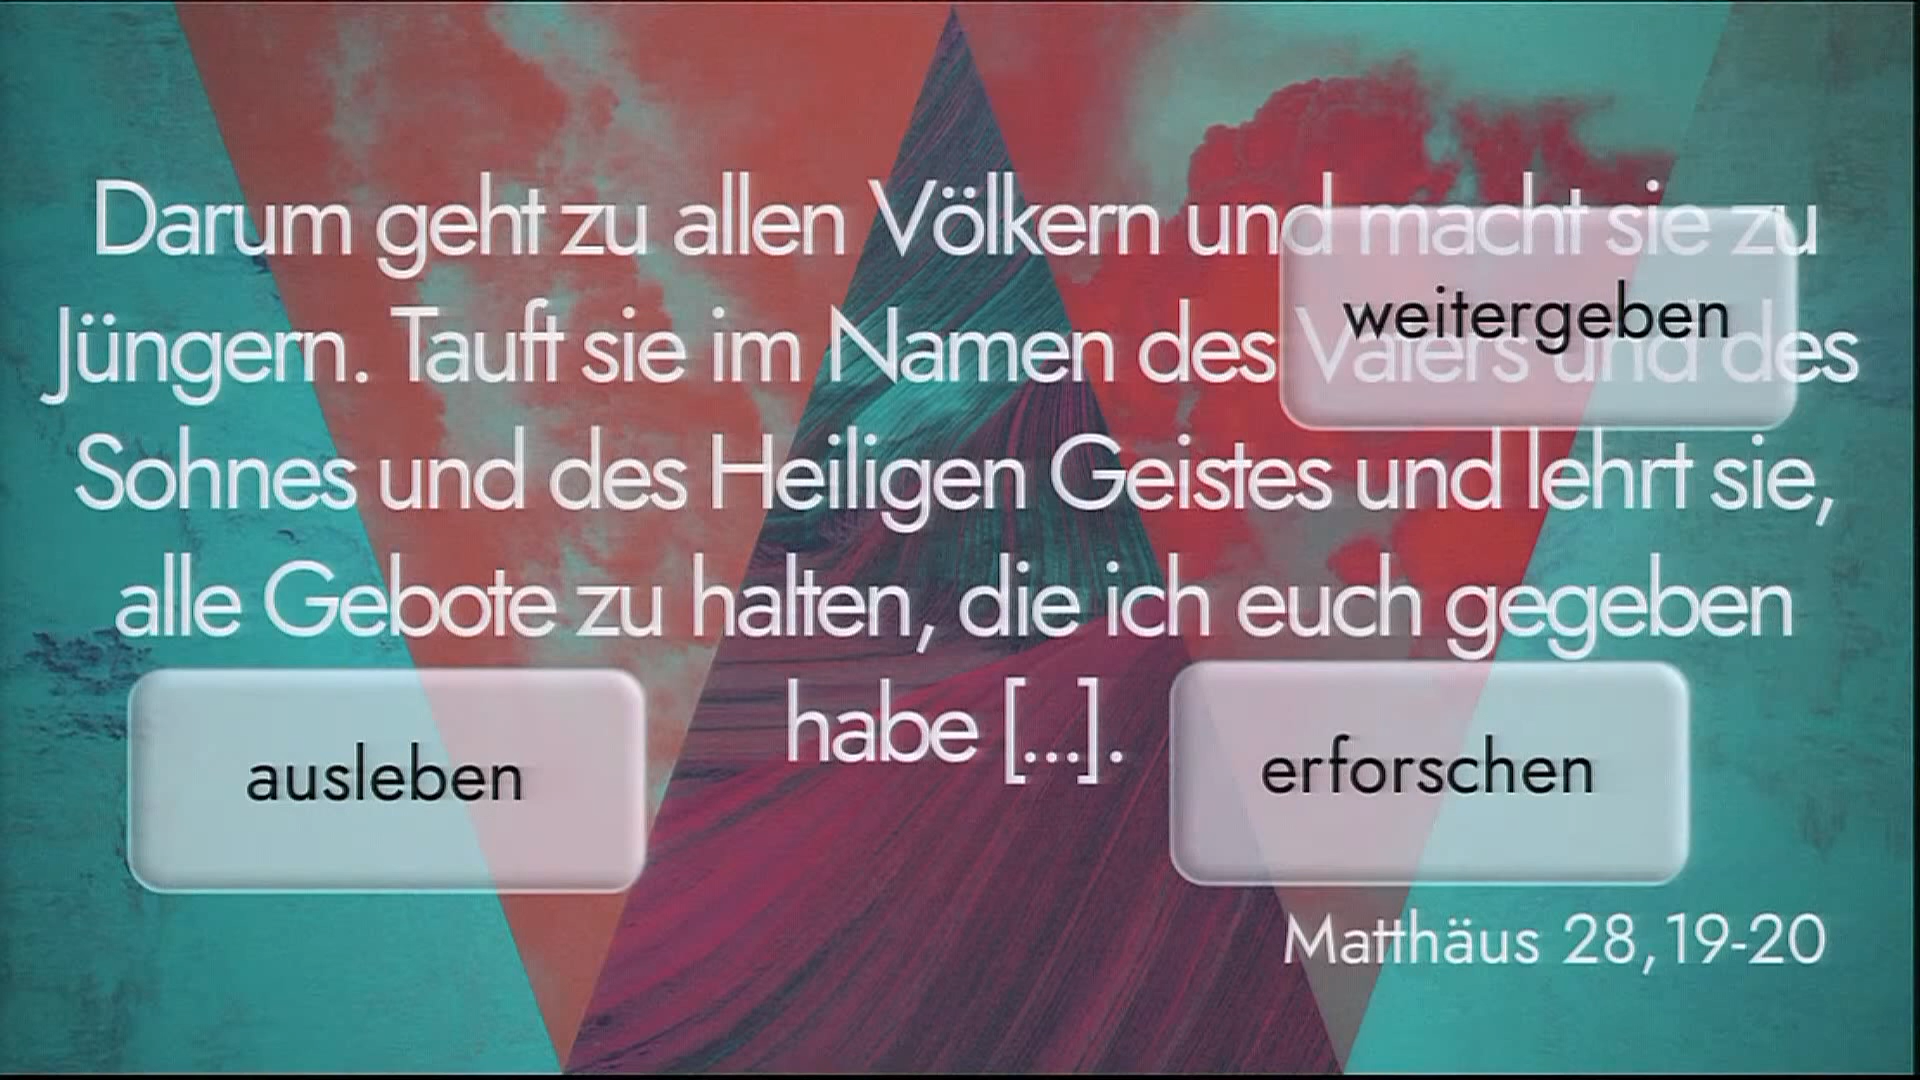 Darum geht zu allen Völkern und macht sie zu
Jüngern. Tauft sie im Namen des Vaters und des
weitergeben
Sohnes und des Heiligen Geistes und lehrt sie,
alle Gebote zu halten, die ich euch gegeben
habe [...].
ausleben
erforschen
Matthäus 28,19-20